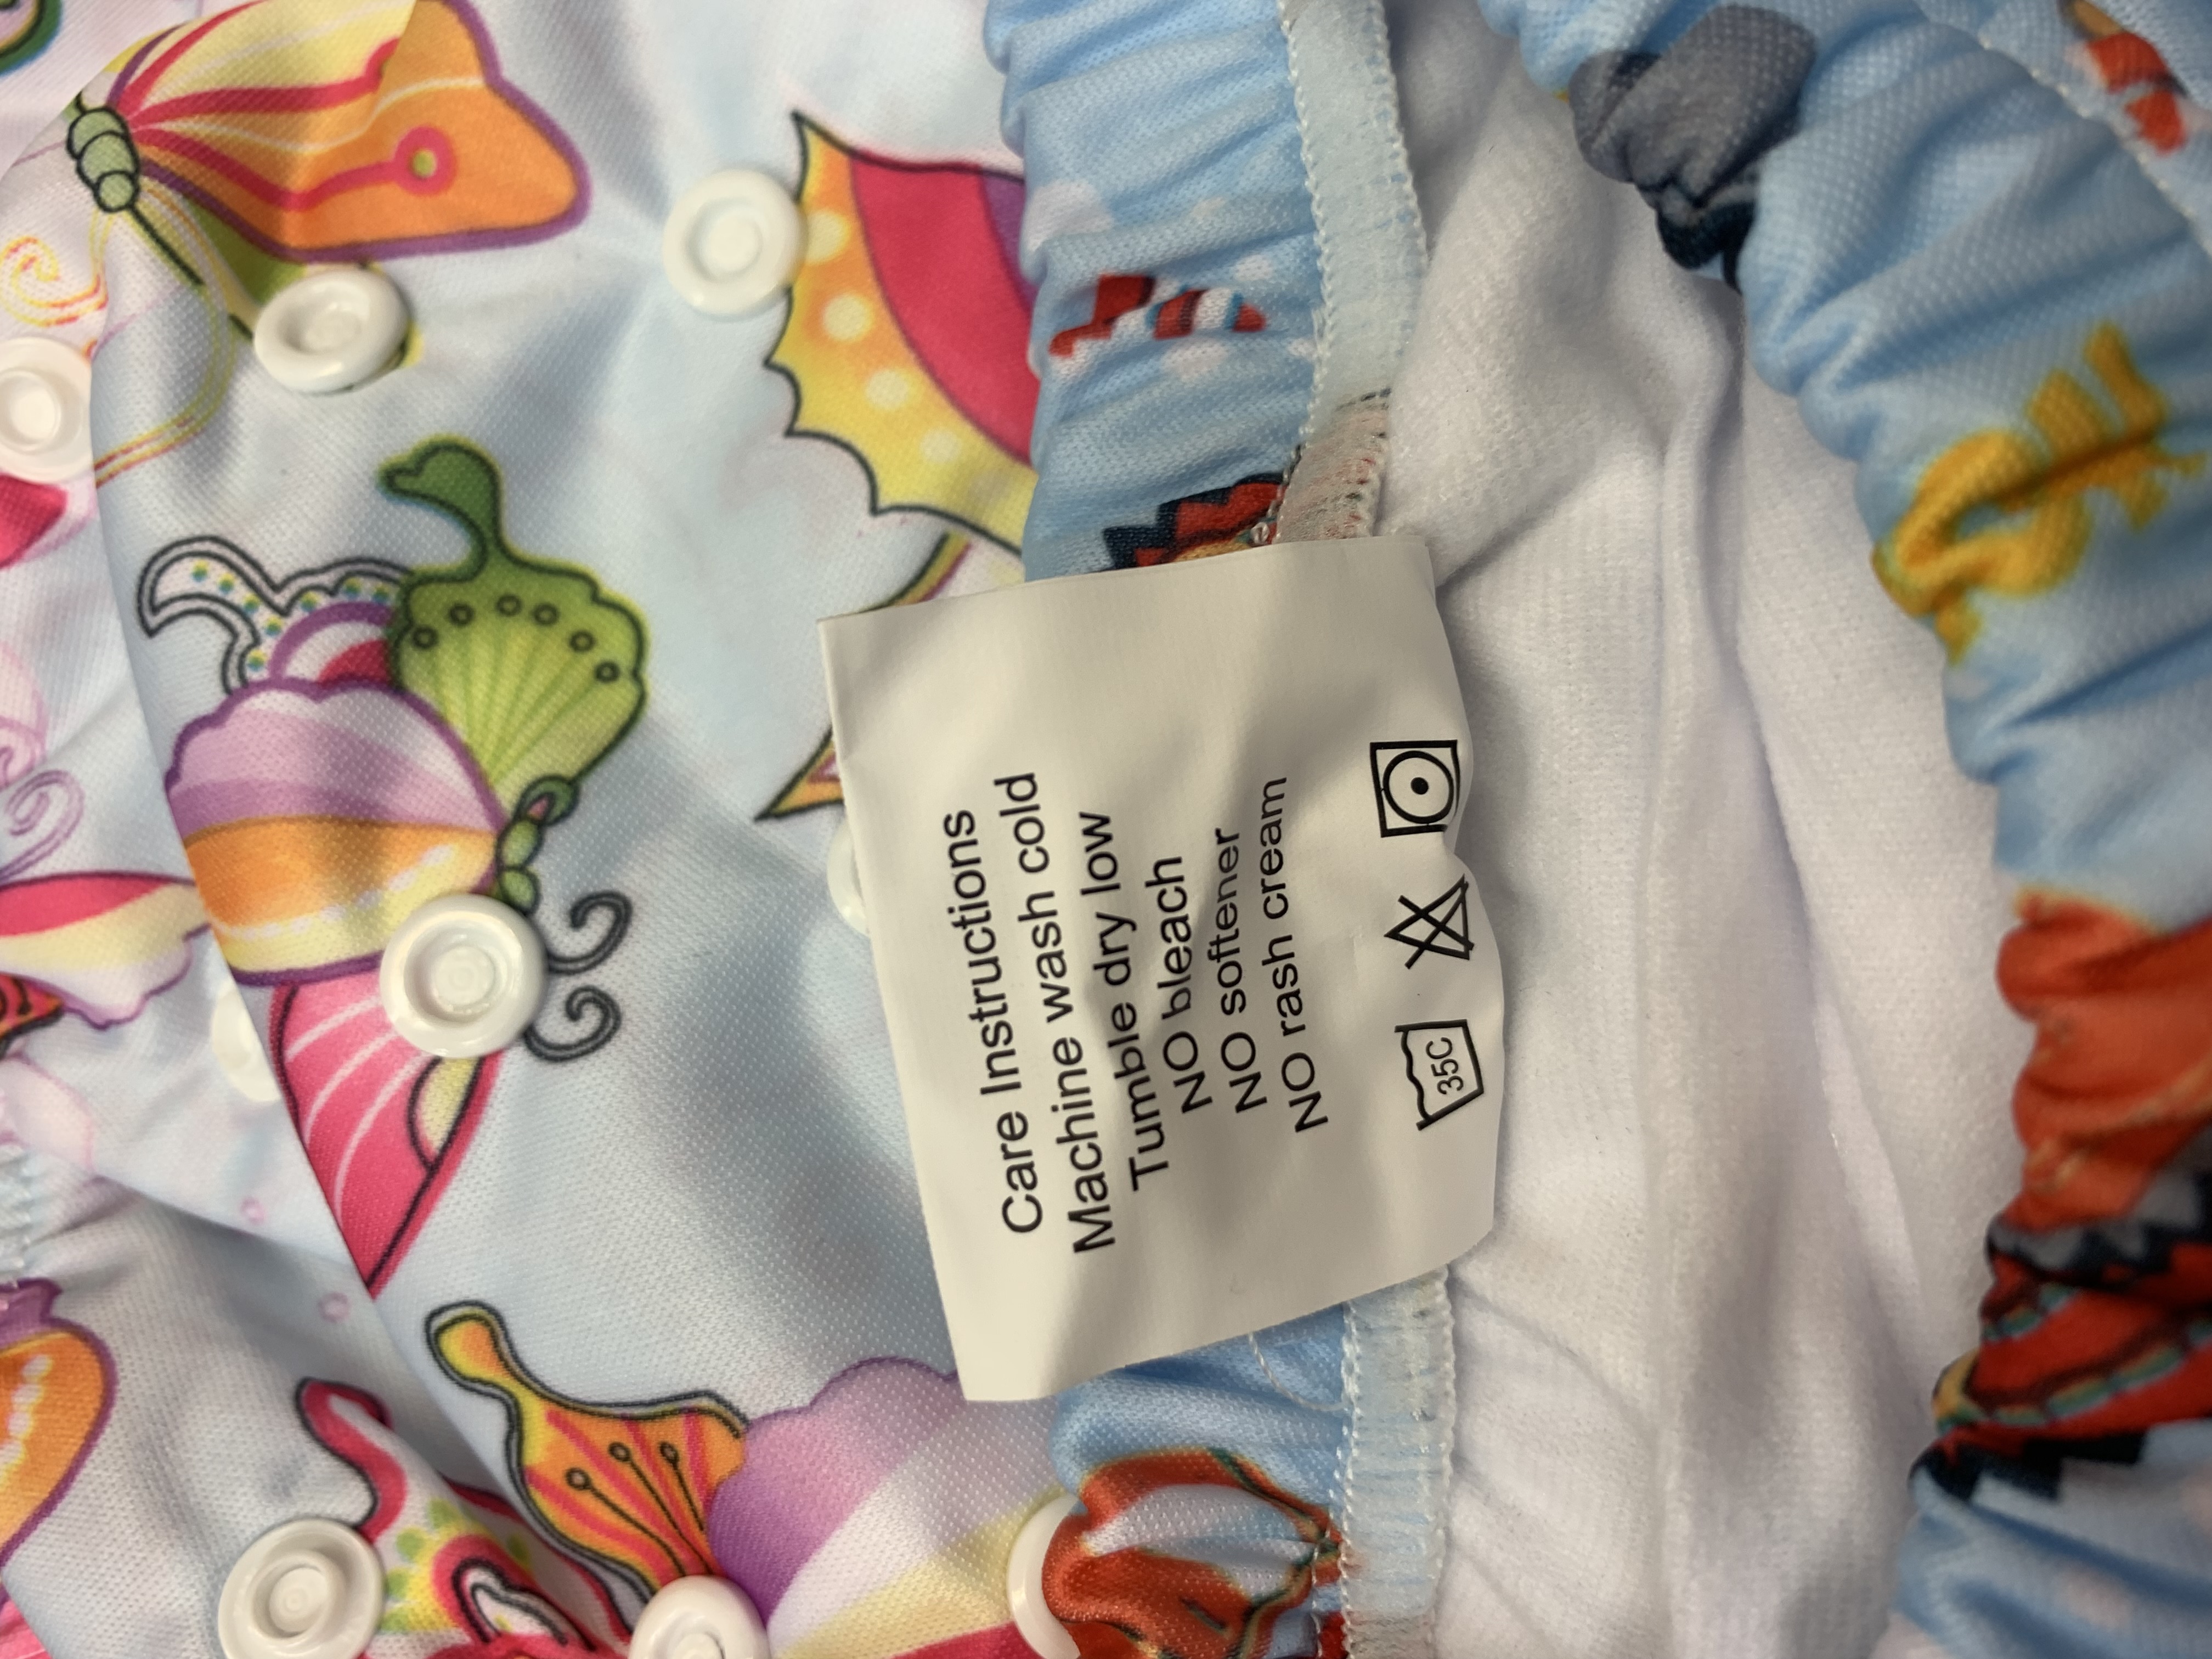 Care Instructions
Machine wash cold
Tumble dry low
NO bleach
NO softener
NO rash cream
35C